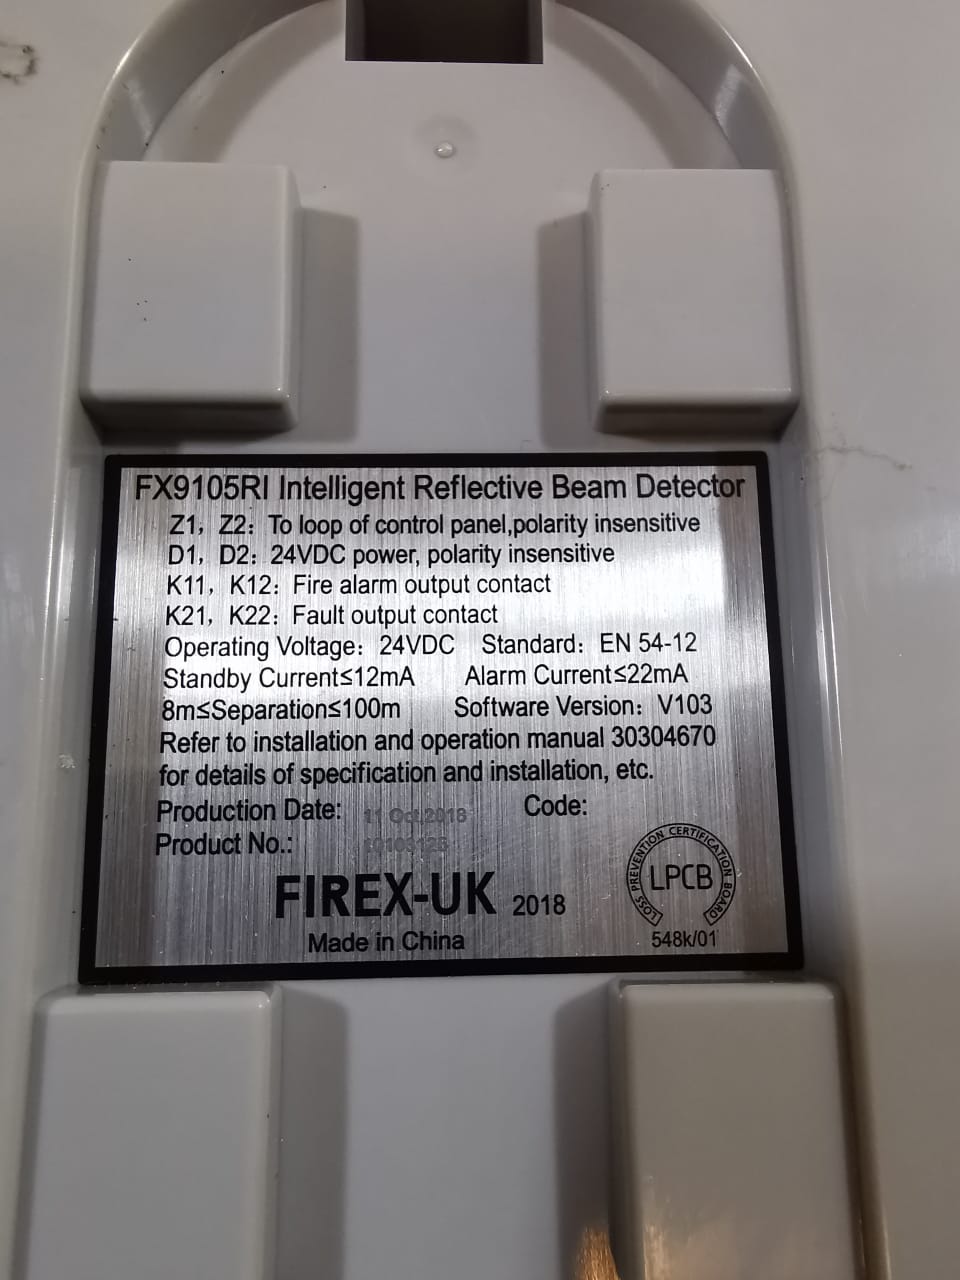 FX9105RI Intelligent Reflective Beam Detector
Z1, Z2: To loop of control panel,polarity insensitive
D1, D2: 24VDC power, polarity insensitive
K11, K12: Fire alarm output contact
K21, K22: Fault output contact
Operating Voltage: 24VDC Standard: EN 54-12
Standby Current≤12mA Alarm Current≤22mA
8m≤Separation≤100m Software Version: V103
Refer to installation and operation manual 30304670
for details of specification and installation, etc.
Production Date: 11 Oct,2018 Code:
Product No.:
FIREX-UK 2018
Made in China
LOSS PREVENTION CERTIFICATION BOARD
LPCB
548k/01